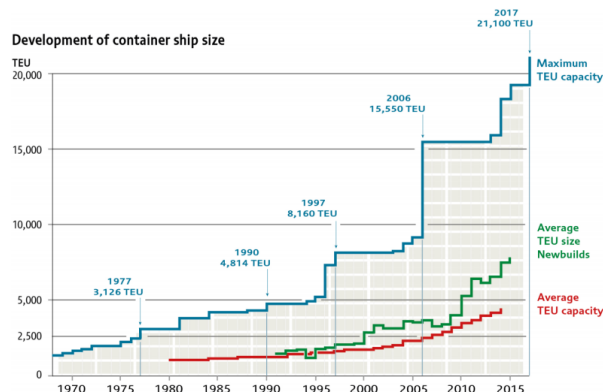 2017
21,100 TEU
Development of container ship size
TEU
20,000
Maximum
TEU capacity
2006
15,550 TEU
15,000
1997
8,160 TEU
10,000
Average
TEU size
Newbuilds
1990
4,814 TEU
1977
3,126 TEU
5,000
Average
TEU capacity
2,500
0
1970 1975 1980 1985 1990 1995 2000 2005 2010 2015